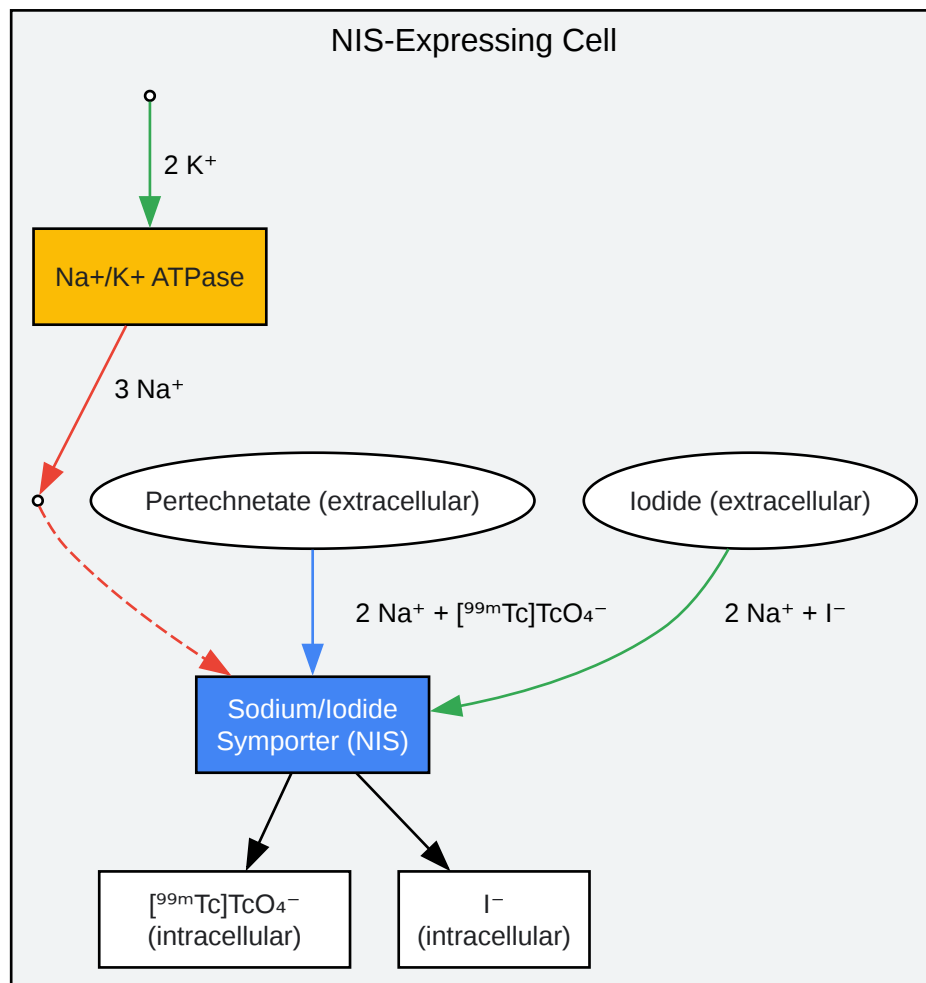 NIS-Expressing Cell
2 K⁺
Na+/K+ ATPase
3 Na⁺
Pertechnetate (extracellular)
Iodide (extracellular)
2 Na⁺ + [⁹⁹ᵐTc]TcO₄⁻
2 Na⁺ + I⁻
Sodium/Iodide
Symporter (NIS)
[⁹⁹ᵐTc]TcO₄⁻
(intracellular)
I⁻
(intracellular)